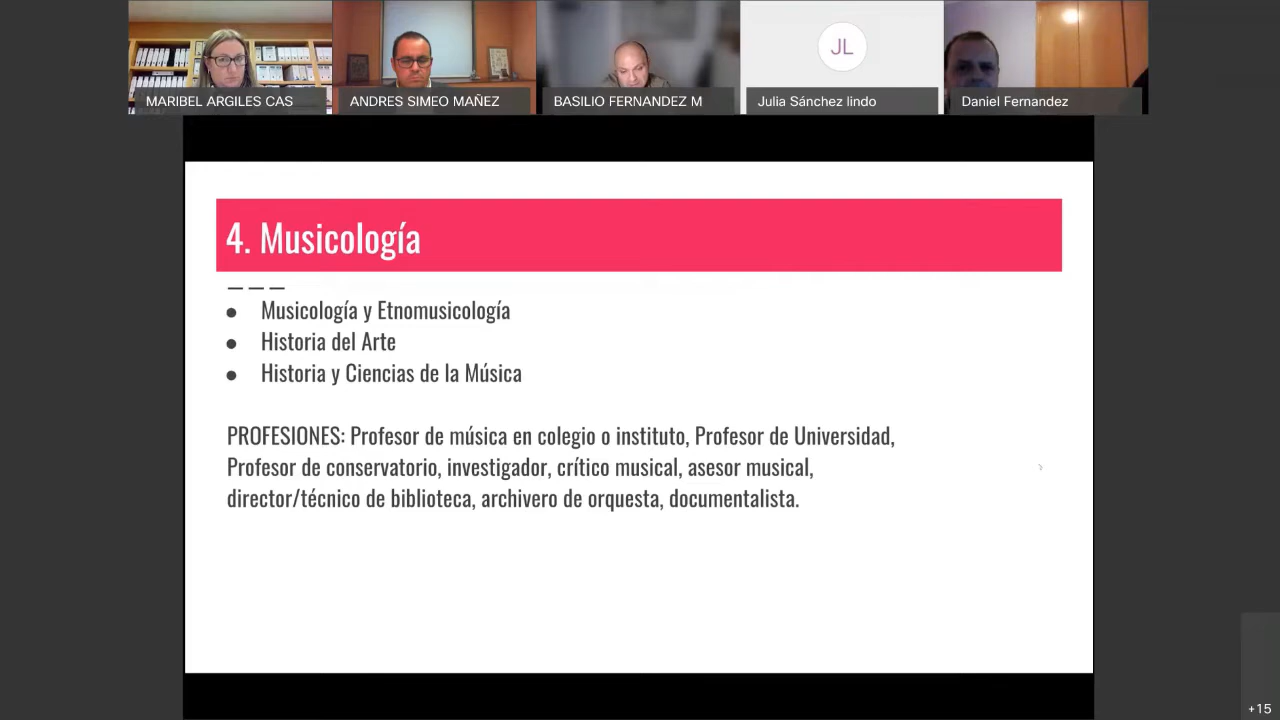 MARIBEL ARGILES CAS
ANDRES SIMEO MAÑEZ
BASILIO FERNANDEZ M
JL
Julia Sánchez lindo
Daniel Fernandez
4. Musicología
● Musicología y Etnomusicología
● Historia del Arte
● Historia y Ciencias de la Música
PROFESIONES: Profesor de música en colegio o instituto, Profesor de Universidad,
Profesor de conservatorio, investigador, crítico musical, asesor musical,
director/técnico de biblioteca, archivero de orquesta, documentalista.
+15